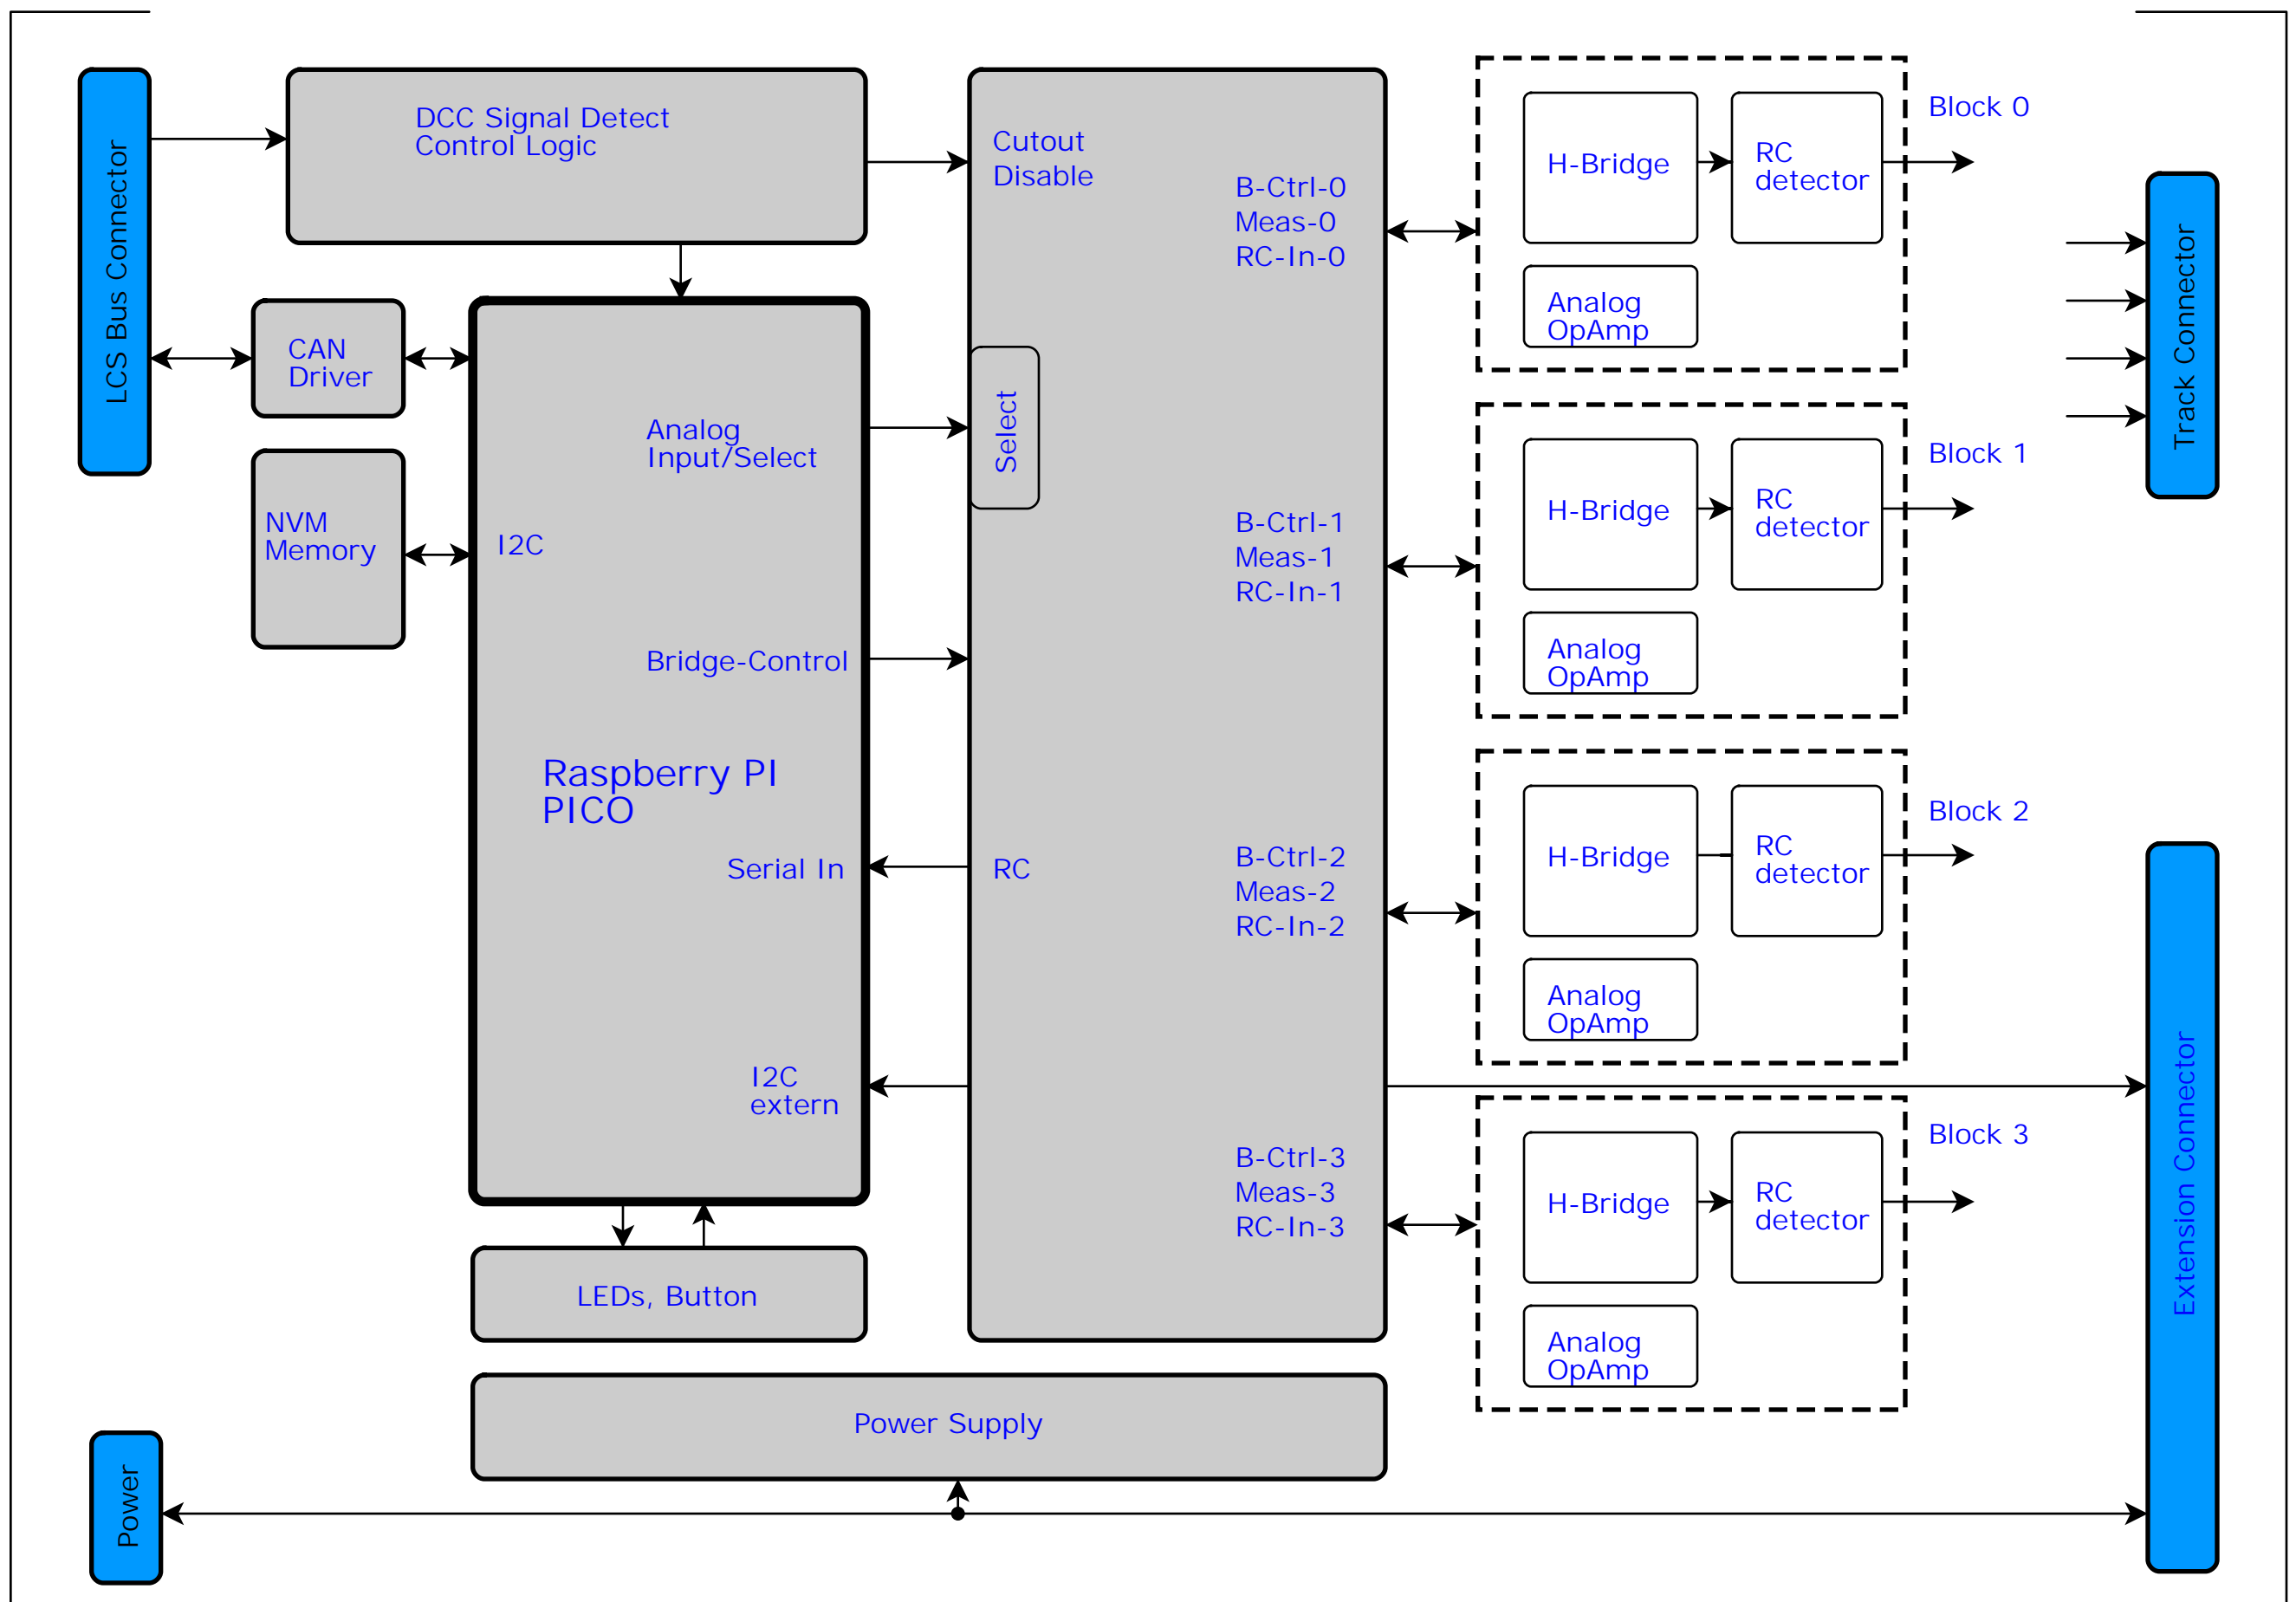 LCS Bus Connector
DCC Signal Detect
Control Logic
CAN
Driver
NVM
Memory
I2C
Analog
Input/Select
Bridge-Control
Raspberry PI
PICO
Serial In
I2C
extern
LEDs, Button
Power Supply
Power
Cutout
Disable
Select
RC
B-Ctrl-0
Meas-0
RC-In-0
B-Ctrl-1
Meas-1
RC-In-1
B-Ctrl-2
Meas-2
RC-In-2
B-Ctrl-3
Meas-3
RC-In-3
H-Bridge
RC
detector
Analog
OpAmp
Block 0
H-Bridge
RC
detector
Analog
OpAmp
Block 1
H-Bridge
RC
detector
Analog
OpAmp
Block 2
H-Bridge
RC
detector
Analog
OpAmp
Block 3
Track Connector
Extension Connector